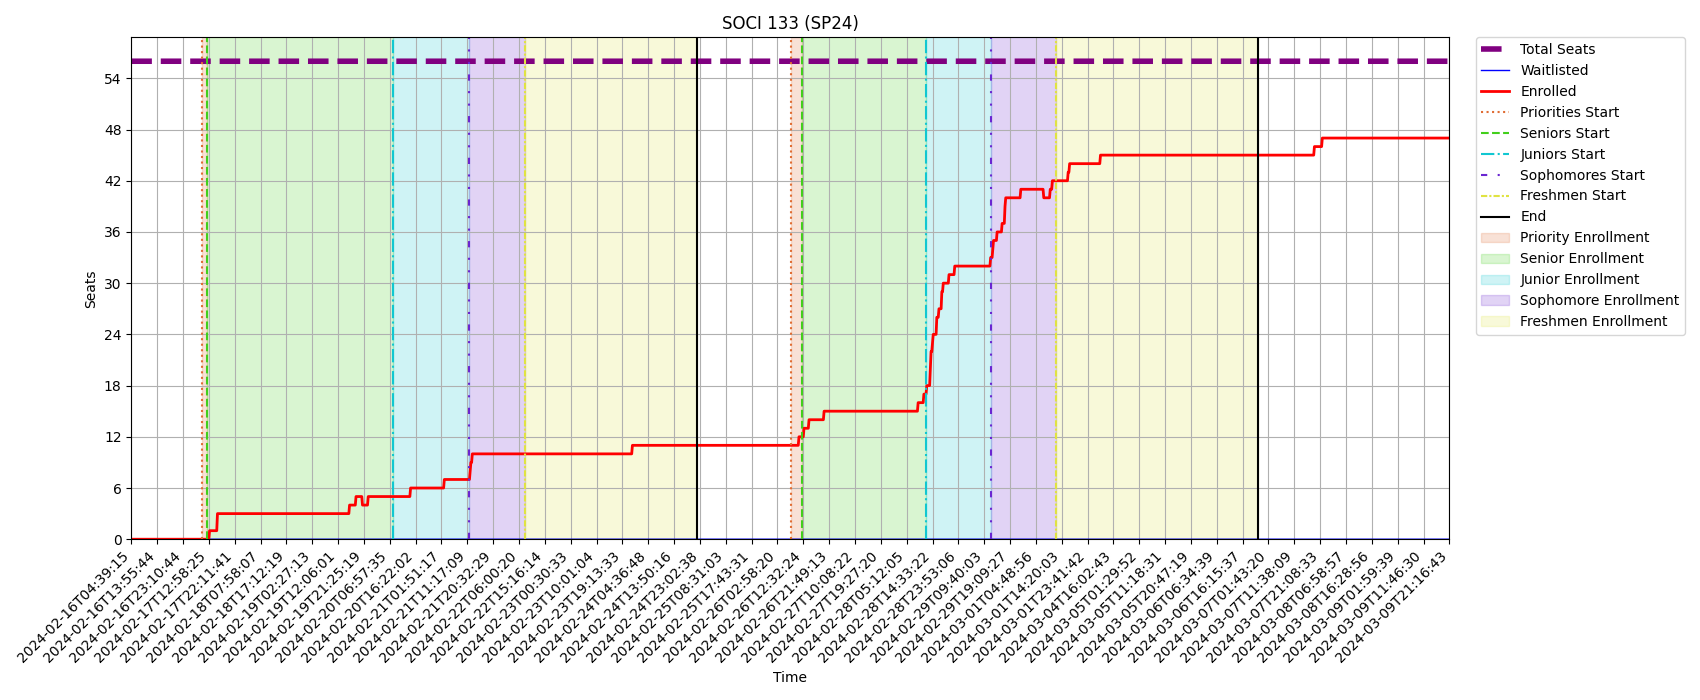 SOCI 133 (SP24)
Seats
54
48
42
36
30
24
18
12
6
0
2024-02-16T04:39:15
2024-02-16T13:55:44
2024-02-16T23:10:44
2024-02-17T12:58:25
2024-02-17T22:11:41
2024-02-18T07:58:07
2024-02-18T17:12:19
2024-02-19T02:27:13
2024-02-19T12:06:01
2024-02-19T21:25:19
2024-02-20T06:57:35
2024-02-20T16:22:02
2024-02-21T01:51:17
2024-02-21T11:17:09
2024-02-21T20:32:29
2024-02-22T06:00:20
2024-02-22T15:16:14
2024-02-23T00:30:33
2024-02-23T10:01:04
2024-02-23T19:13:33
2024-02-24T04:36:48
2024-02-24T13:50:16
2024-02-24T23:02:38
2024-02-25T08:31:03
2024-02-25T17:43:31
2024-02-26T02:58:20
2024-02-26T12:32:24
2024-02-26T21:49:13
2024-02-27T10:08:22
2024-02-27T19:27:20
2024-02-28T05:12:05
2024-02-28T14:33:22
2024-02-28T23:53:06
2024-02-29T09:40:03
2024-02-29T19:09:27
2024-03-01T04:48:56
2024-03-01T14:20:03
2024-03-01T23:41:42
2024-03-04T16:02:43
2024-03-05T01:29:52
2024-03-05T11:18:31
2024-03-05T20:47:19
2024-03-06T06:34:39
2024-03-06T16:15:37
2024-03-07T01:43:20
2024-03-07T11:38:09
2024-03-07T21:08:33
2024-03-08T06:58:57
2024-03-08T16:28:56
2024-03-09T01:59:39
2024-03-09T11:46:30
2024-03-09T21:16:43
Time
Total Seats
Waitlisted
Enrolled
Priorities Start
Seniors Start
Juniors Start
Sophomores Start
Freshmen Start
End
Priority Enrollment
Senior Enrollment
Junior Enrollment
Sophomore Enrollment
Freshmen Enrollment